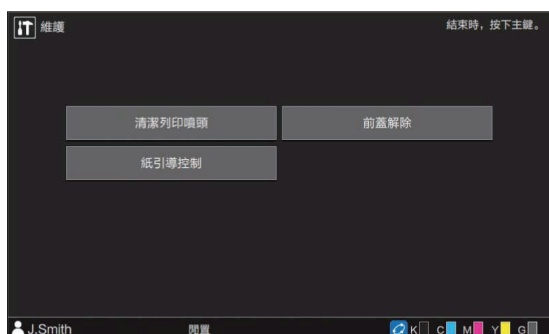 維護
結束時，按下主鍵。
清潔列印噴頭
前蓋解除
紙引導控制
J.Smith
閒置
K C M Y G